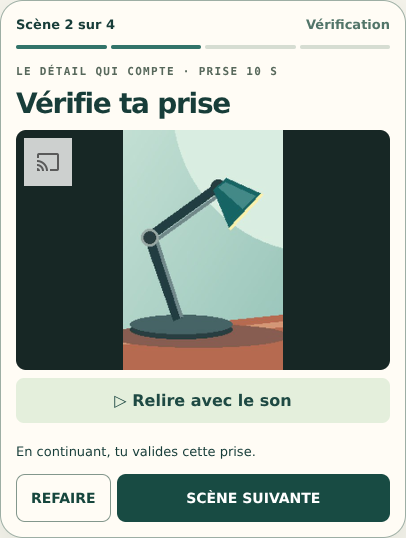 Scène 2 sur 4
Vérification
LE DÉTAIL QUI COMPTE · PRISE 10 S
Vérifie ta prise
▷ Relire avec le son
En continuant, tu valides cette prise.
REFAIRE
SCÈNE SUIVANTE